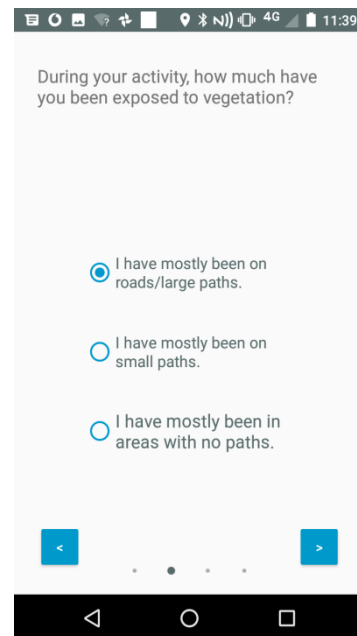 4G 11:39
During your activity, how much have
you been exposed to vegetation?
I have mostly been on
roads/large paths.
I have mostly been on
small paths.
I have mostly been in
areas with no paths.
< >